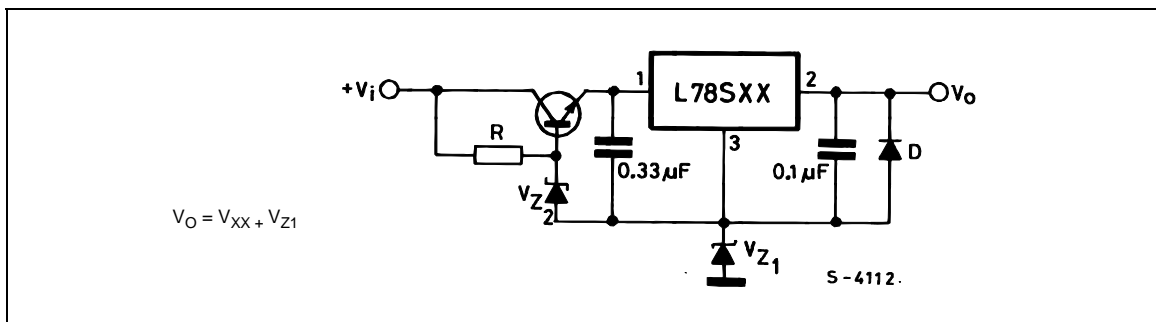 +Vi
1
L78SXX
2
Vo
R
3
0.33µF
0.1µF
D
VZ2
VO = VXX + VZ1
VZ1
S-4112.